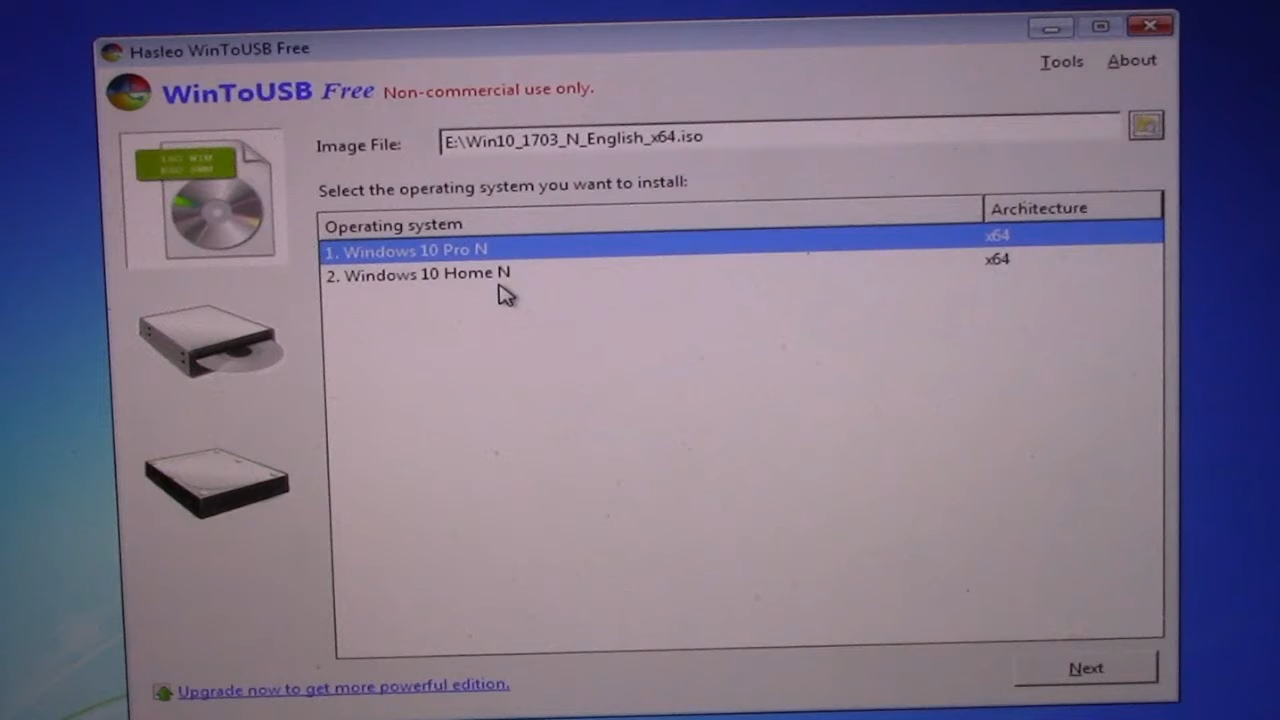 Hasleo WinToUSB Free
Tools About
WinToUSB Free Non-commercial use only.
Image File: E:\Win10_1703_N_English_x64.iso
Select the operating system you want to install:
Operating system Architecture
1. Windows 10 Pro N x64
2. Windows 10 Home N x64
Upgrade now to get more powerful edition.
Next